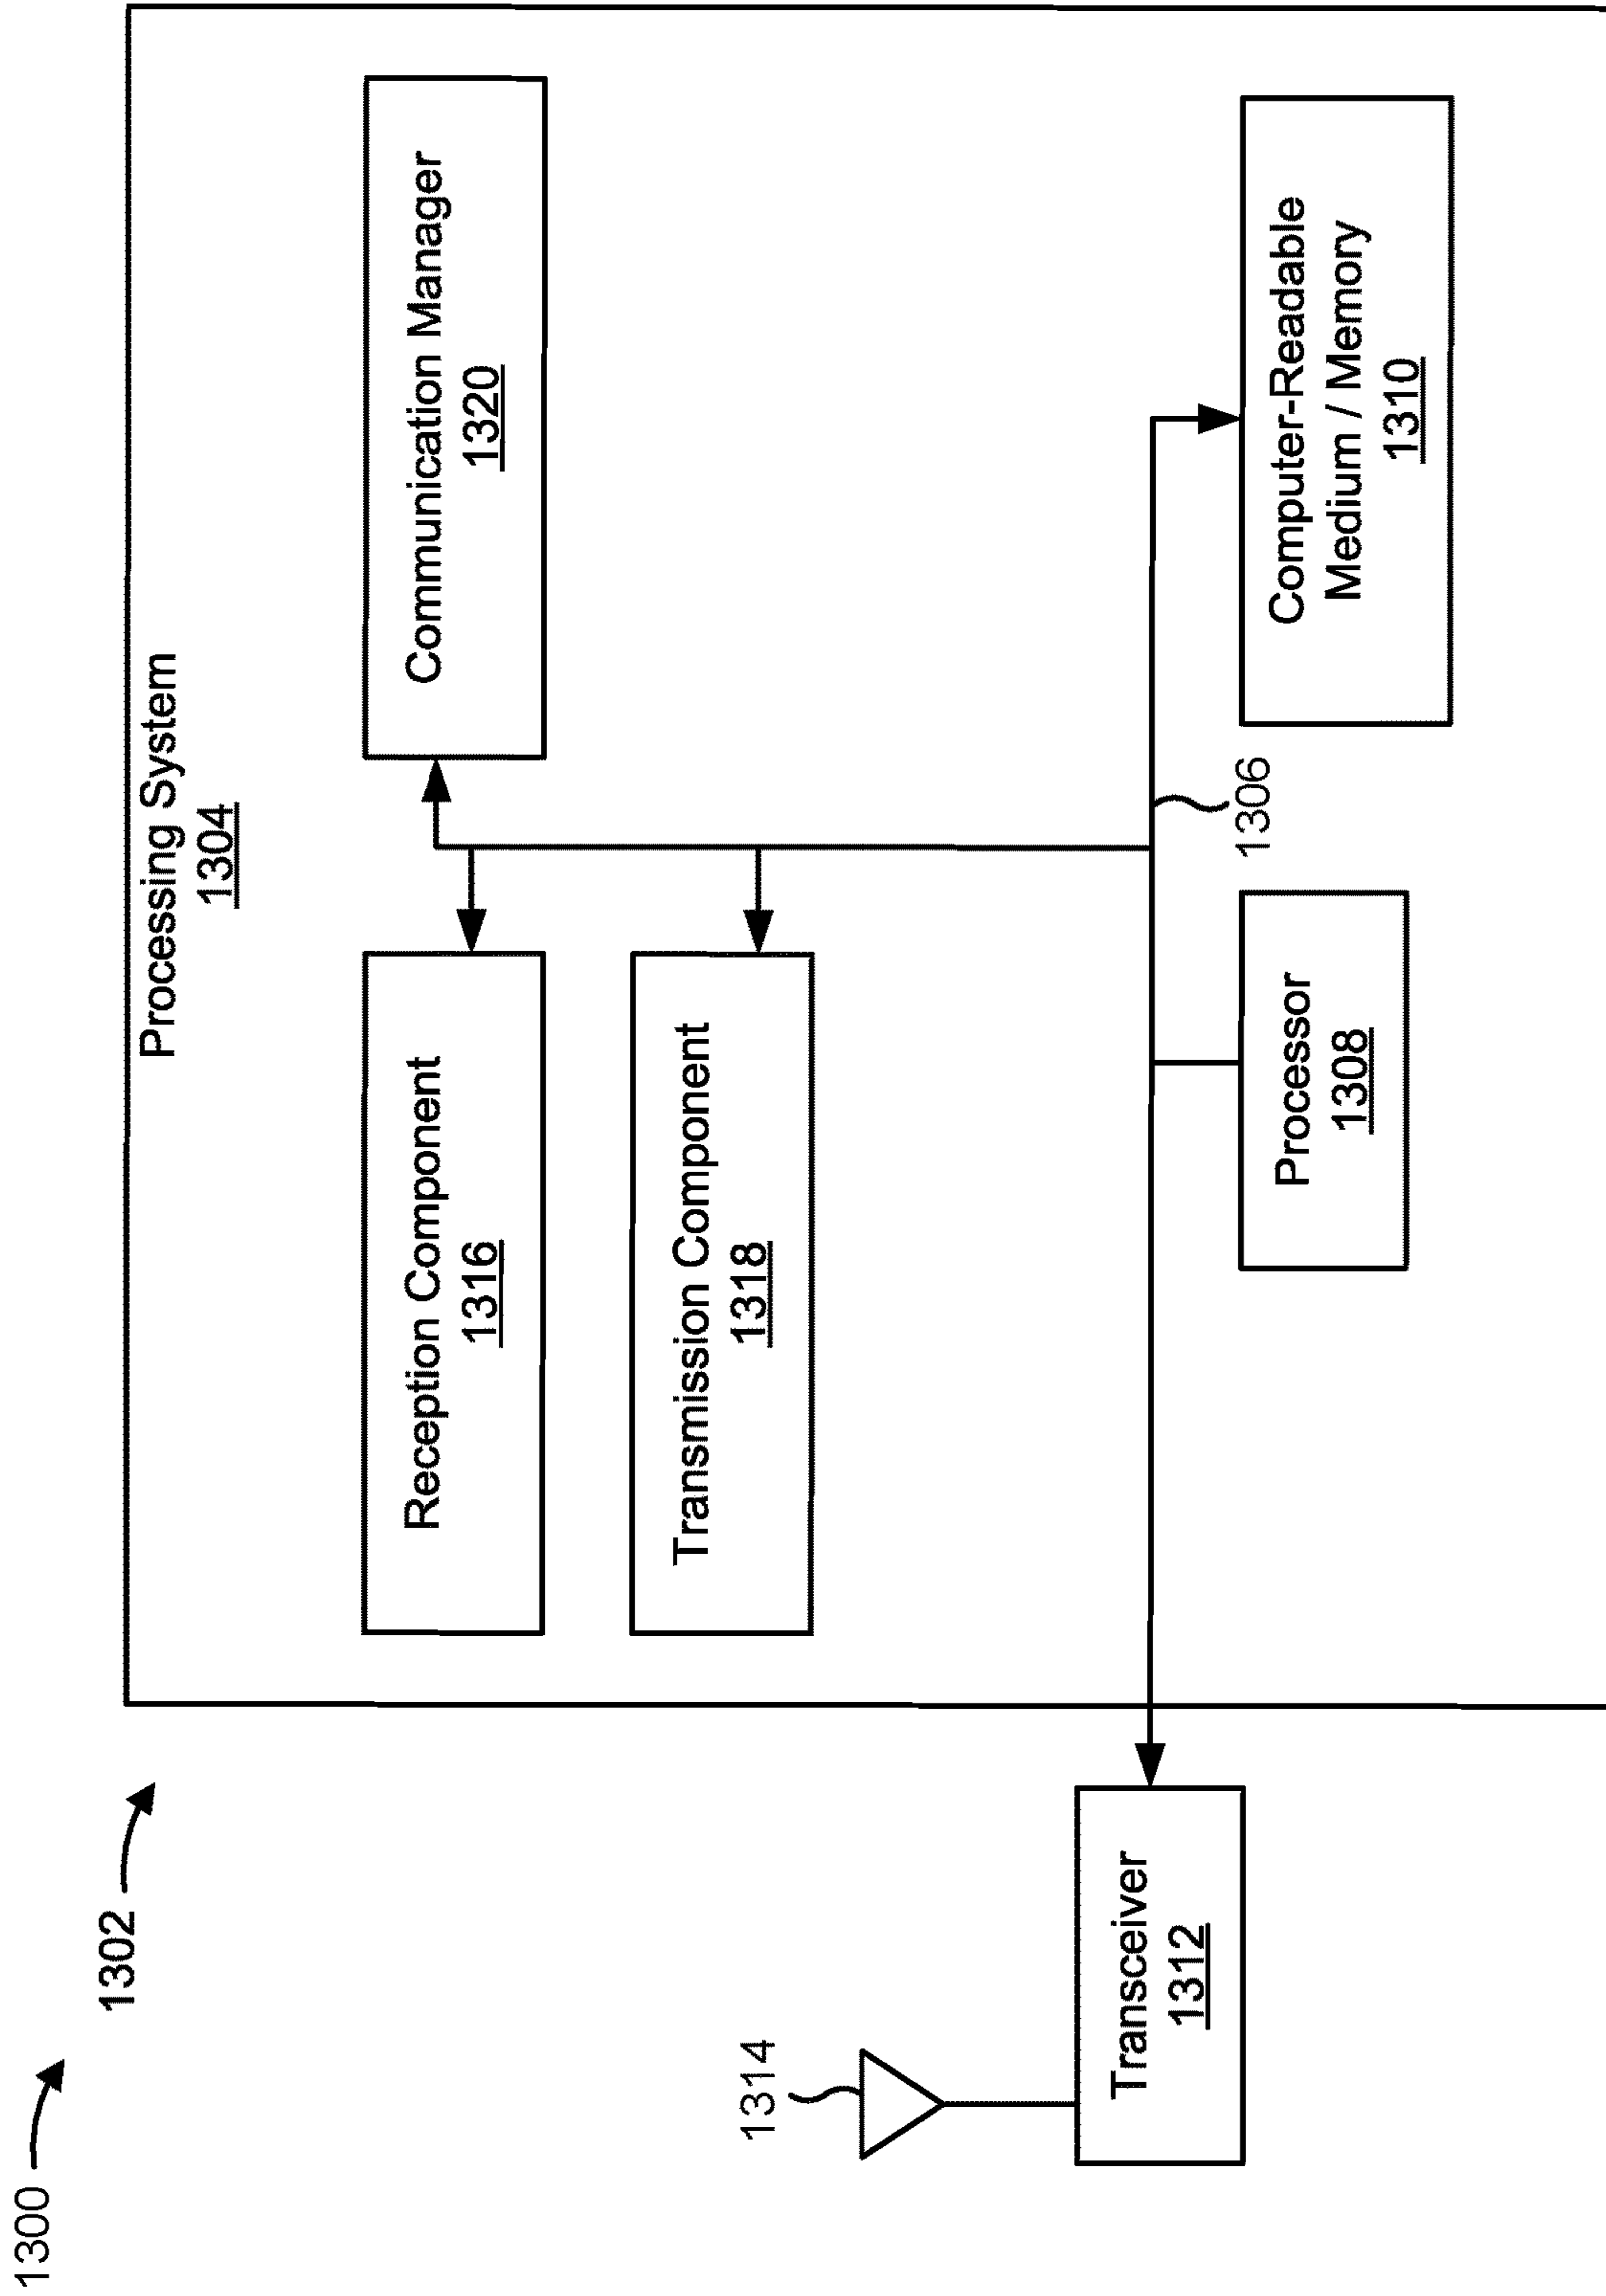 1300
1302
Processing System
1304
Reception Component
1316
Communication Manager
1320
Transmission Component
1318
1314
1306
Transceiver
1312
Processor
1308
Computer-Readable
Medium / Memory
1310